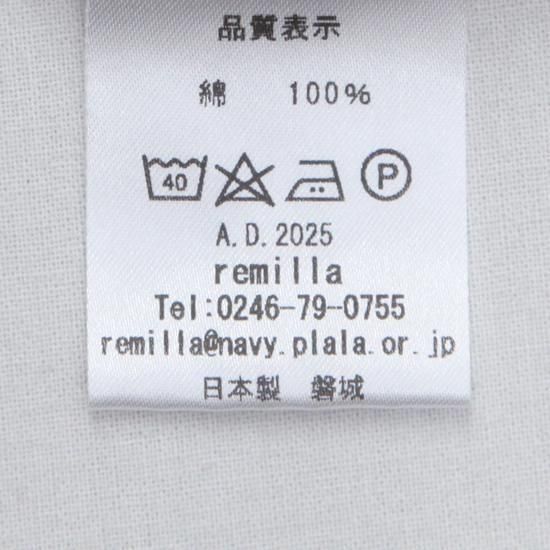 品質表示
綿 100%
40 P
A.D.2025
remilla
Tel:0246-79-0755
remilla@navy.plala.or.jp
日本製 磐城